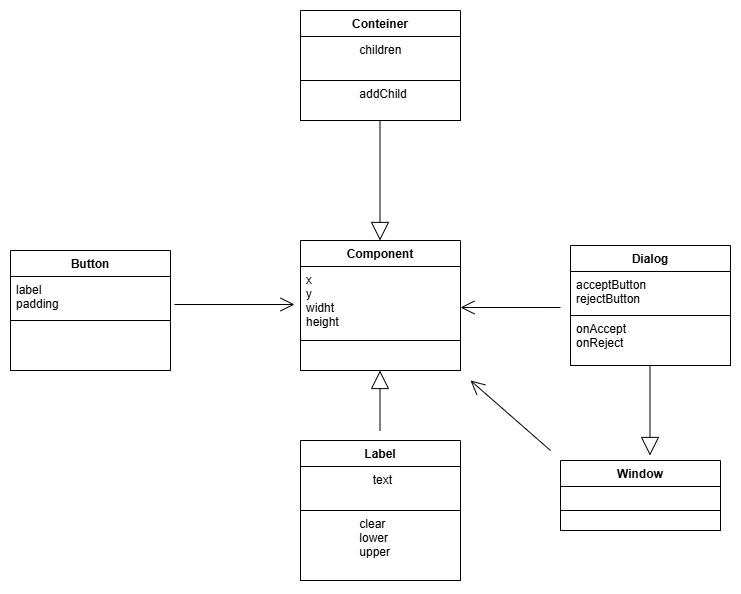 Conteiner
children
addChild
Component
x
y
widht
height
Button
label
padding
Dialog
acceptButton
rejectButton
onAccept
onReject
Label
text
clear
lower
upper
Window